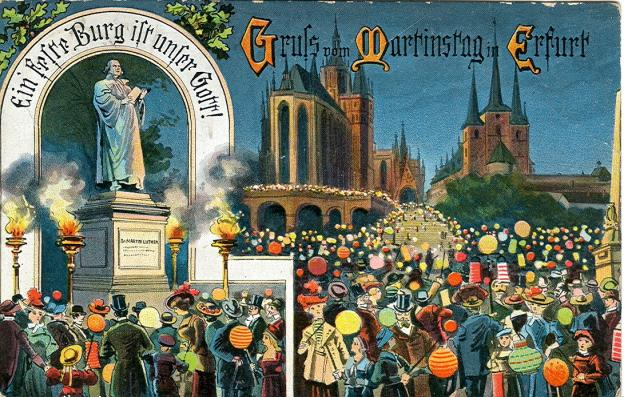 Ein' feste Burg ist unser Gott!
Gruss vom Martinstag in Erfurt
Dr. MARTIN LUTHER